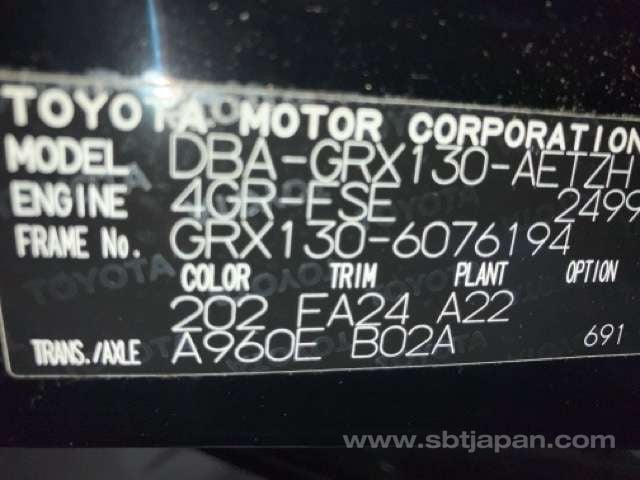 TOYOTA MOTOR CORPORATION
MODEL DBA-GRX130-AETZH
ENGINE 4GR-FSE 2499
FRAME No. GRX130-6076194
COLOR TRIM PLANT OPTION
202 EA24 A22
TRANS./AXLE A960E B02A 691
www.sbtjapan.com